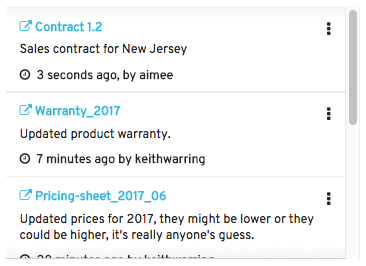 Contract 1.2
Sales contract for New Jersey
3 seconds ago, by aimee
Warranty_2017
Updated product warranty.
7 minutes ago by keithwarring
Pricing-sheet_2017_06
Updated prices for 2017, they might be lower or they
could be higher, it's really anyone's guess.